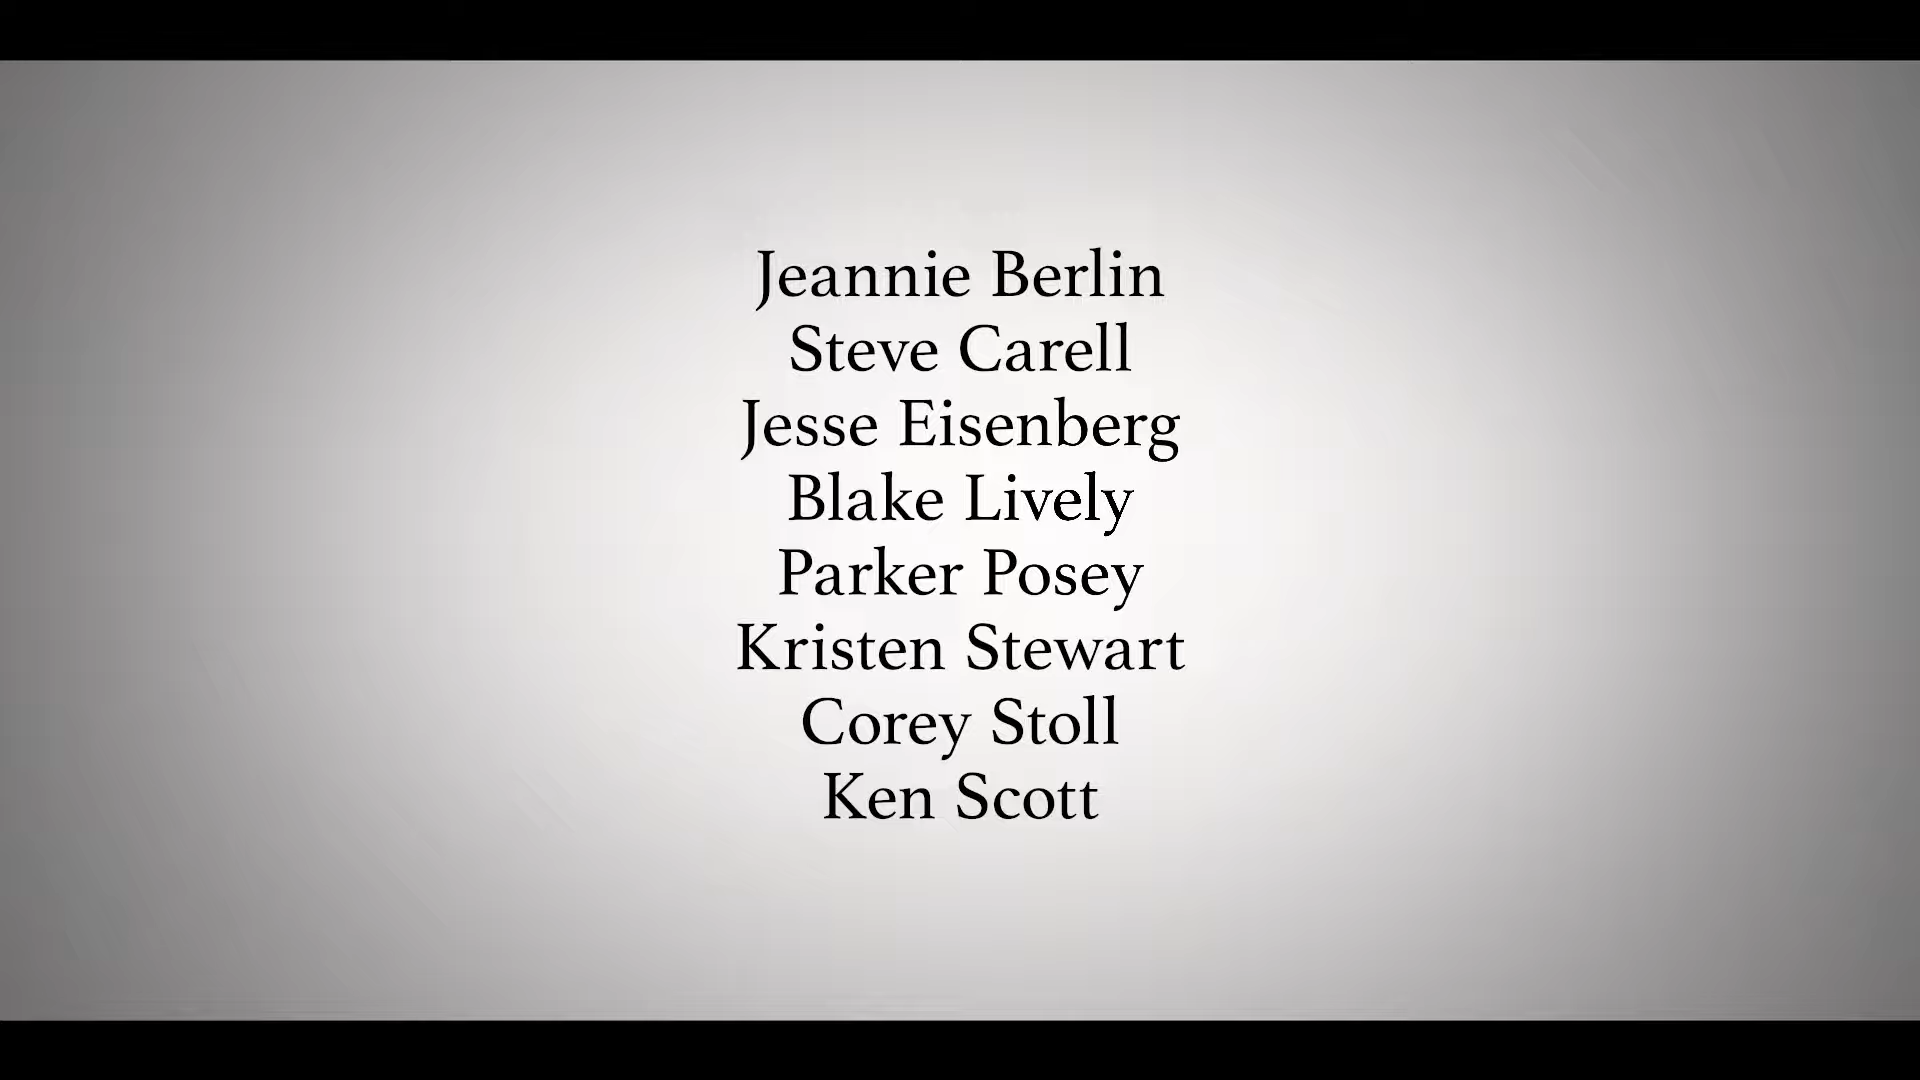 Jeannie Berlin
Steve Carell
Jesse Eisenberg
Blake Lively
Parker Posey
Kristen Stewart
Corey Stoll
Ken Scott